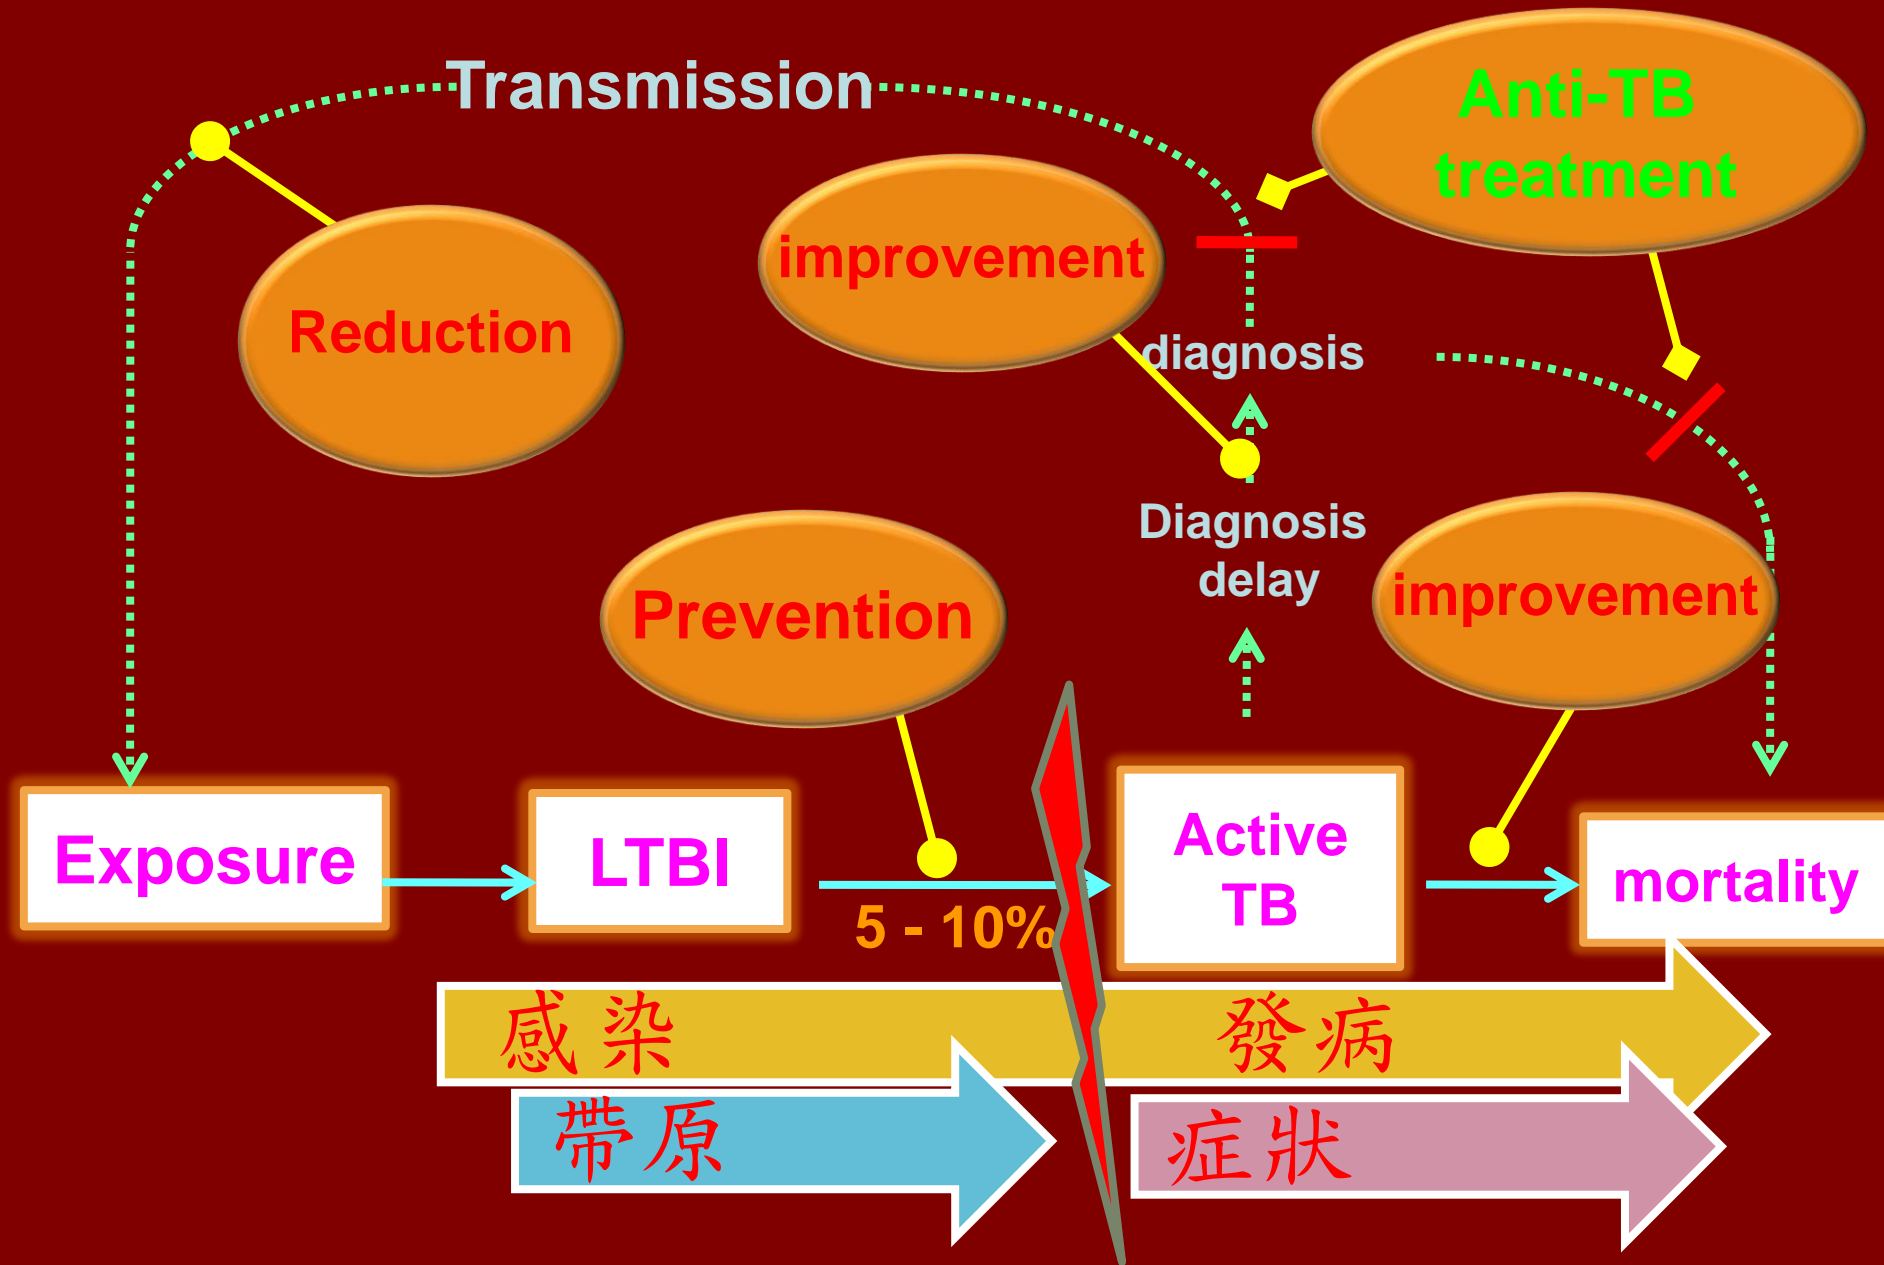 Transmission
Anti-TB
treatment
improvement
Reduction
diagnosis
Diagnosis
delay
improvement
Prevention
Exposure
LTBI
5 - 10%
Active
TB
mortality
感染
發病
帶原
症狀